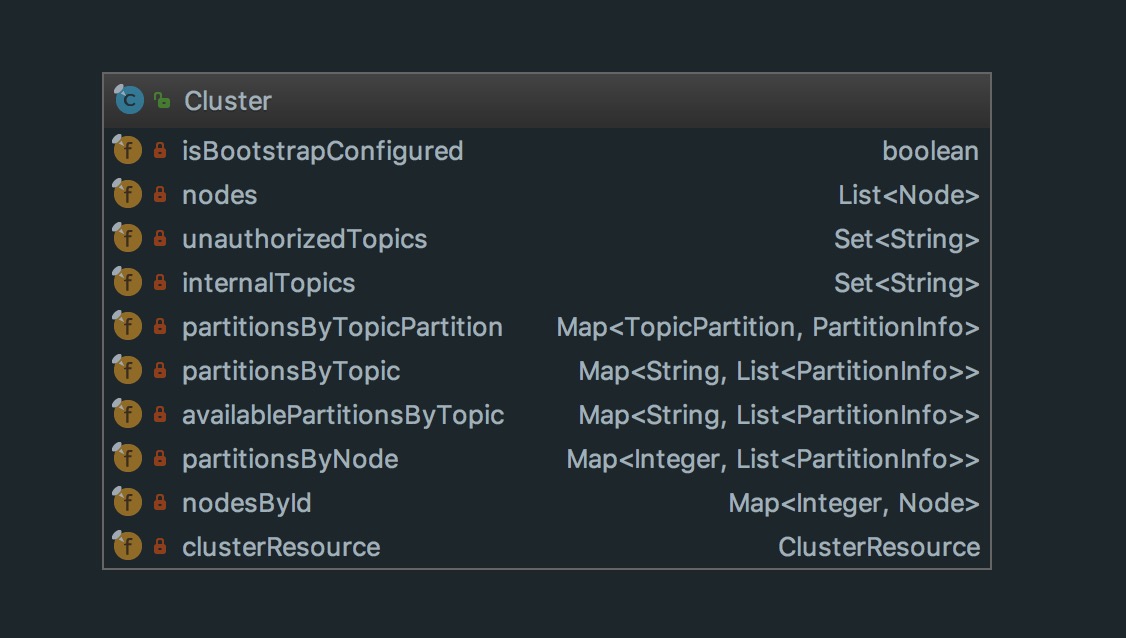 C Cluster
f isBootstrapConfigured boolean
f nodes List<Node>
f unauthorizedTopics Set<String>
f internalTopics Set<String>
f partitionsByTopicPartition Map<TopicPartition, PartitionInfo>
f partitionsByTopic Map<String, List<PartitionInfo>>
f availablePartitionsByTopic Map<String, List<PartitionInfo>>
f partitionsByNode Map<Integer, List<PartitionInfo>>
f nodesById Map<Integer, Node>
f clusterResource ClusterResource